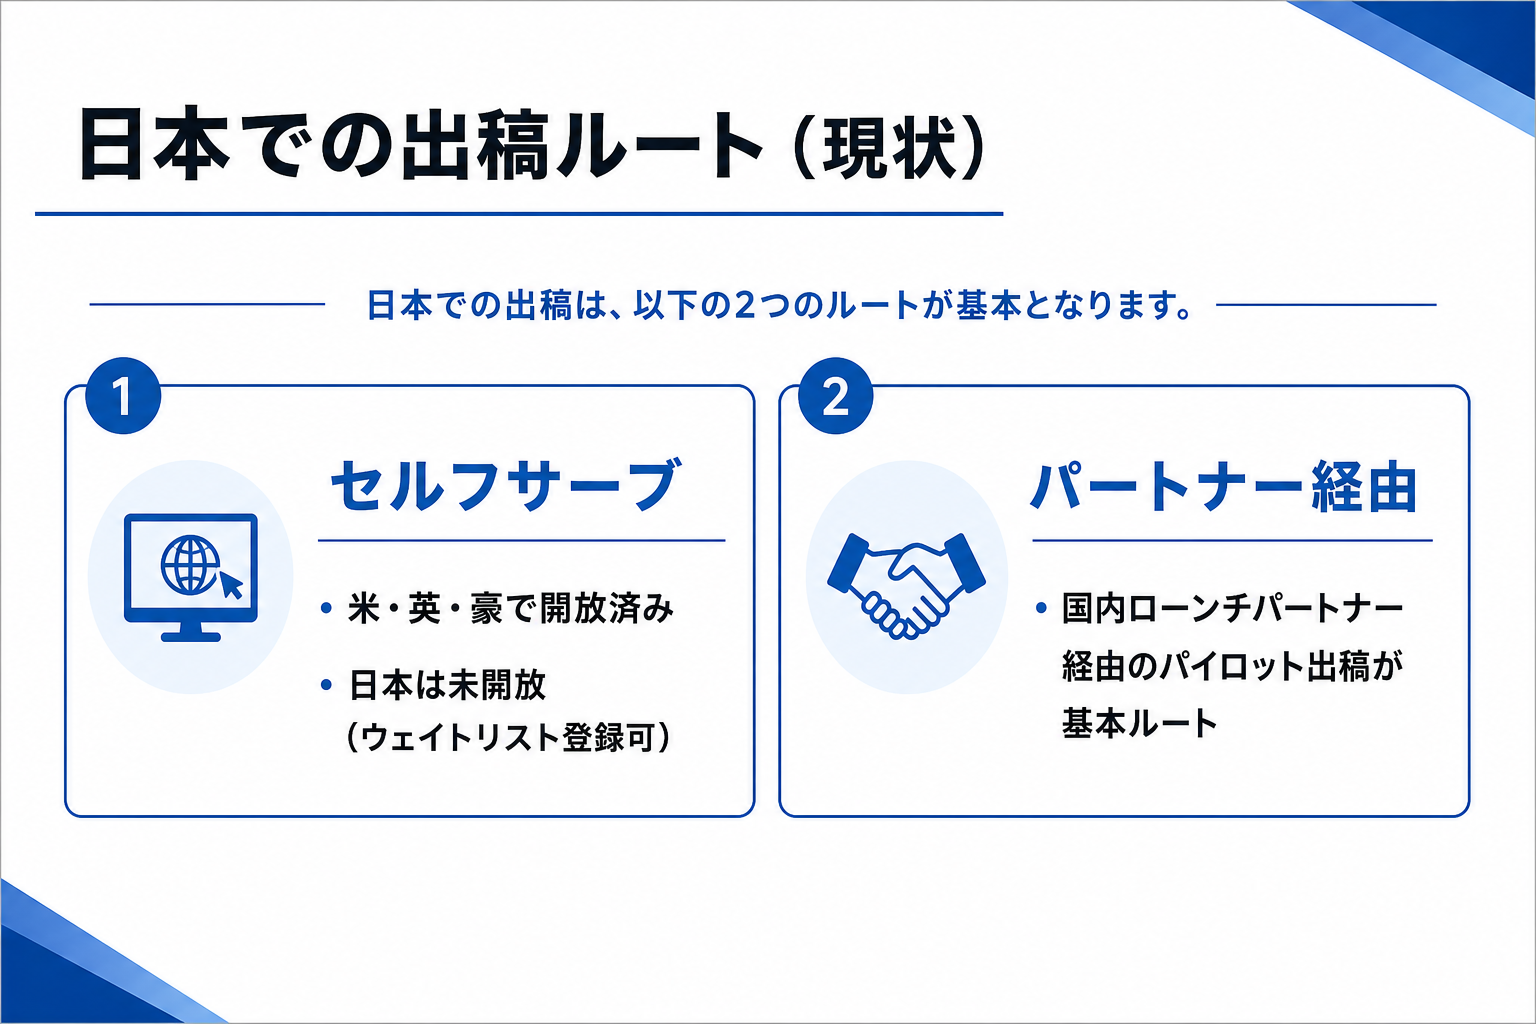 日本での出稿ルート（現状）
日本での出稿は、以下の2つのルートが基本となります。
1
セルフサーブ
• 米・英・豪で開放済み
• 日本は未開放
（ウェイトリスト登録可）
2
パートナー経由
• 国内ローンチパートナー
経由のパイロット出稿が
基本ルート